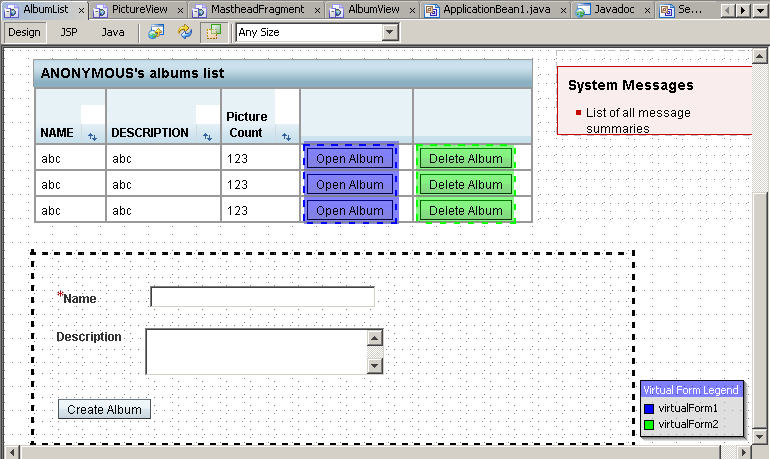 AlbumList PictureView MastheadFragment AlbumView ApplicationBean1.java Javadoc Se...
Design JSP Java Any Size
ANONYMOUS's albums list
NAME DESCRIPTION Picture Count
abc abc 123 Open Album Delete Album
abc abc 123 Open Album Delete Album
abc abc 123 Open Album Delete Album
System Messages
List of all message
summaries
*Name
Description
Create Album
Virtual Form Legend
virtualForm1
virtualForm2